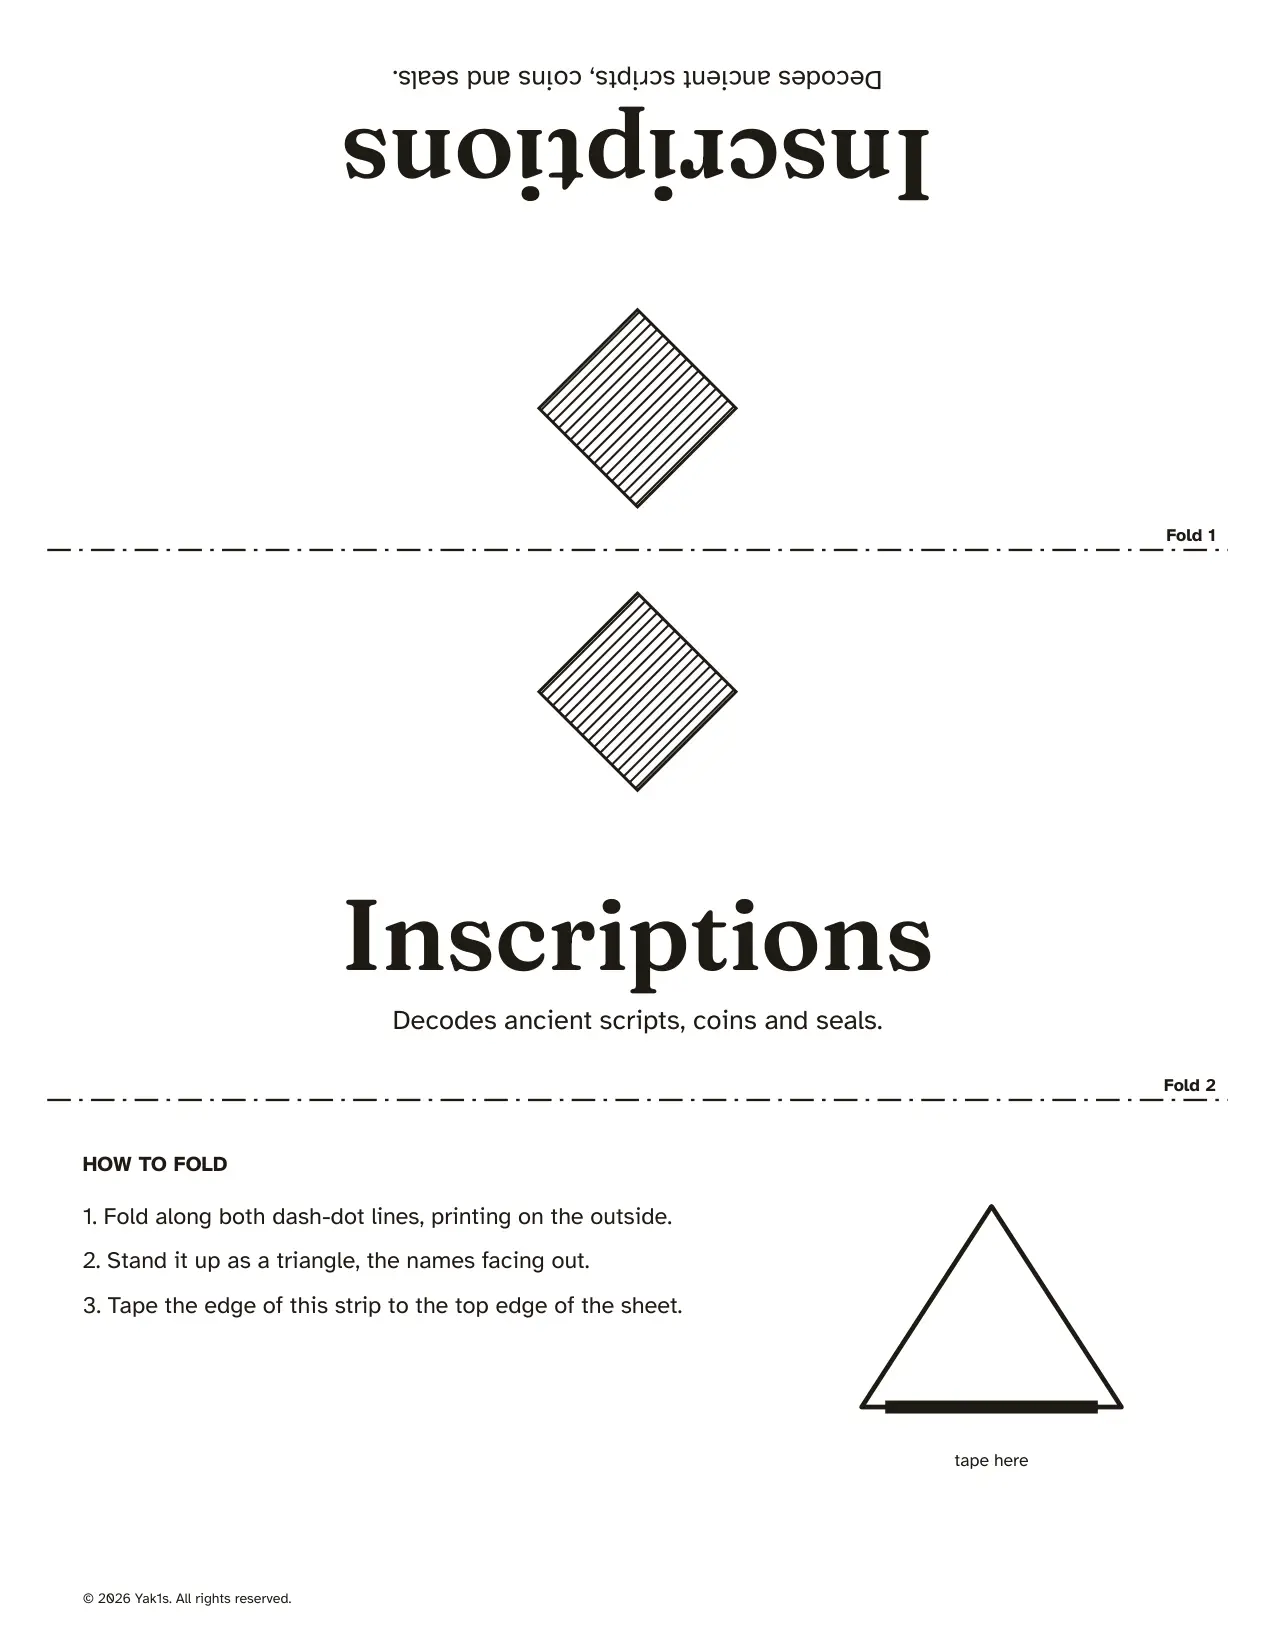 Decodes ancient scripts, coins and seals.
Inscriptions
Fold 1
Inscriptions
Decodes ancient scripts, coins and seals.
Fold 2
HOW TO FOLD
1. Fold along both dash-dot lines, printing on the outside.
2. Stand it up as a triangle, the names facing out.
3. Tape the edge of this strip to the top edge of the sheet.
tape here
© 2026 Yak1s. All rights reserved.